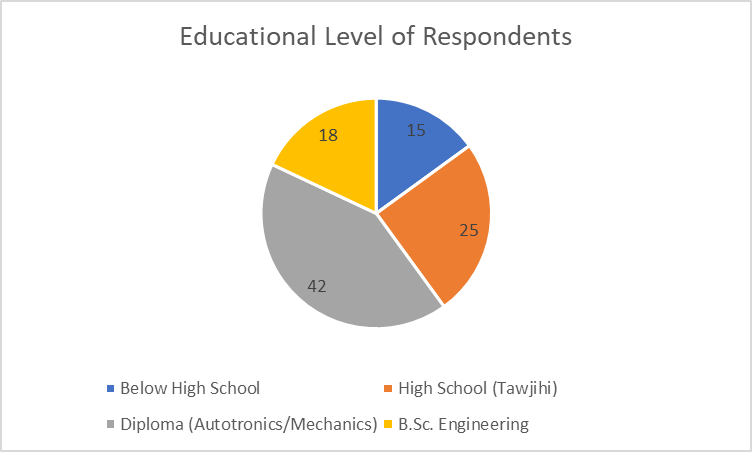 Educational Level of Respondents
15
18
25
42
Below High School
High School (Tawjihi)
Diploma (Autotronics/Mechanics)
B.Sc. Engineering